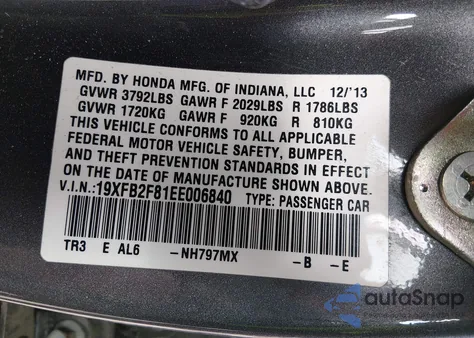 MFD. BY HONDA MFG. OF INDIANA, LLC 12/'13
GVWR 3792LBS GAWR F 2029LBS R 1786LBS
GVWR 1720KG GAWR F 920KG R 810KG
THIS VEHICLE CONFORMS TO ALL APPLICABLE
FEDERAL MOTOR VEHICLE SAFETY, BUMPER,
AND THEFT PREVENTION STANDARDS IN EFFECT
ON THE DATE OF MANUFACTURE SHOWN ABOVE.
V.I.N.:19XFB2F81EE006840 TYPE: PASSENGER CAR
TR3 E AL6 –NH797MX –B –E
autoSnap